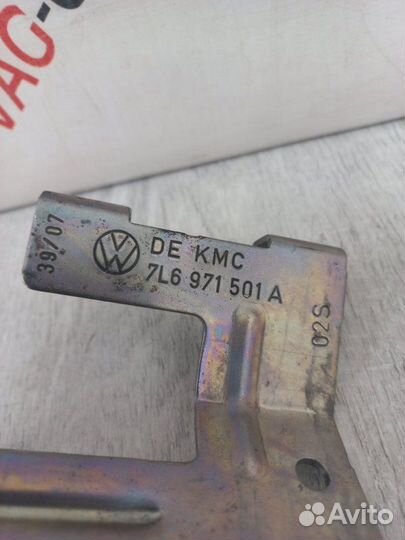 VAG-
39/07
DE KMC
7L6 971 501 A
02S
Avito